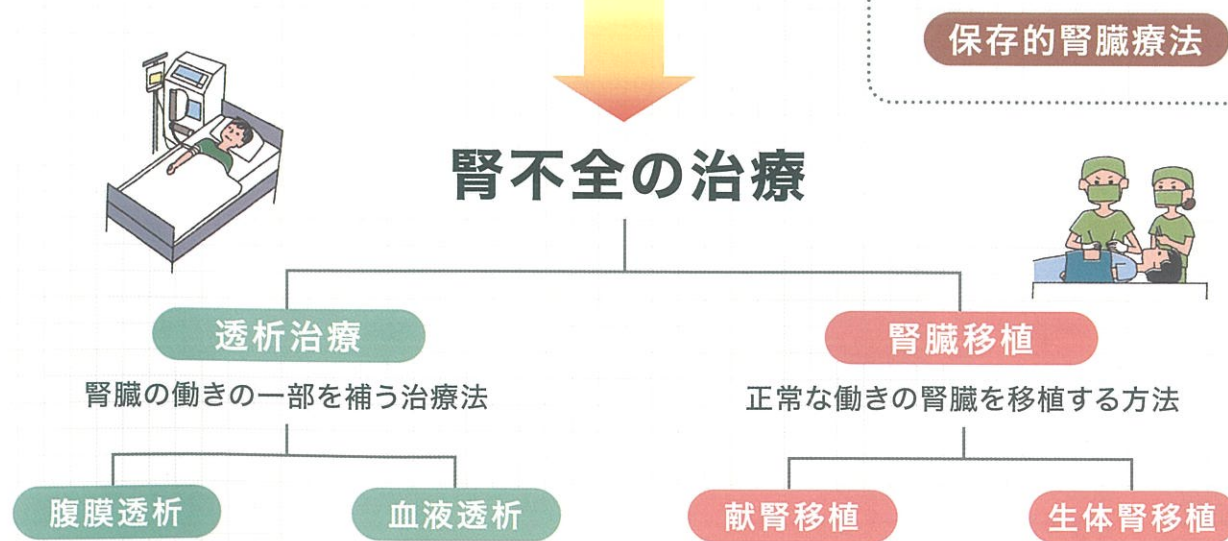 保存的腎臓療法
腎不全の治療
透析治療
腎臓の働きの一部を補う治療法
腹膜透析
血液透析
腎臓移植
正常な働きの腎臓を移植する方法
献腎移植
生体腎移植